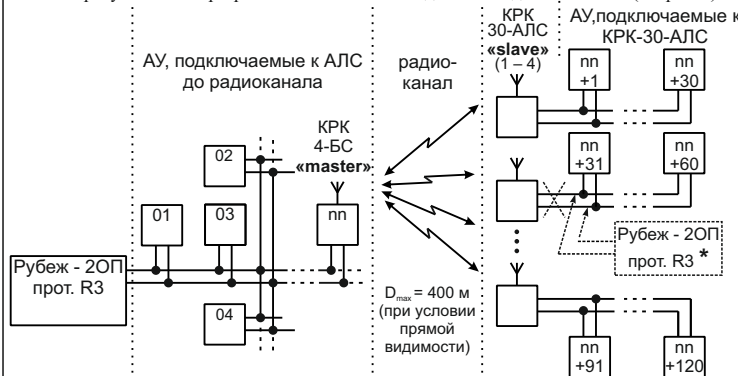 КРК
30-АЛС
«slave»
(1 – 4)
АУ,подключаемые к
КРК-30-АЛС
АУ, подключаемые к АЛС
до радиоканала
радио-
канал
КРК
4-БС
«master»
nn
+1
nn
+30
02
nn
+31
nn
+60
01
03
nn
Рубеж - 2ОП
прот. R3
Рубеж - 2ОП
прот. R3 *
04
Dmax = 400 м
(при условии
прямой
видимости)
nn
+91
nn
+120